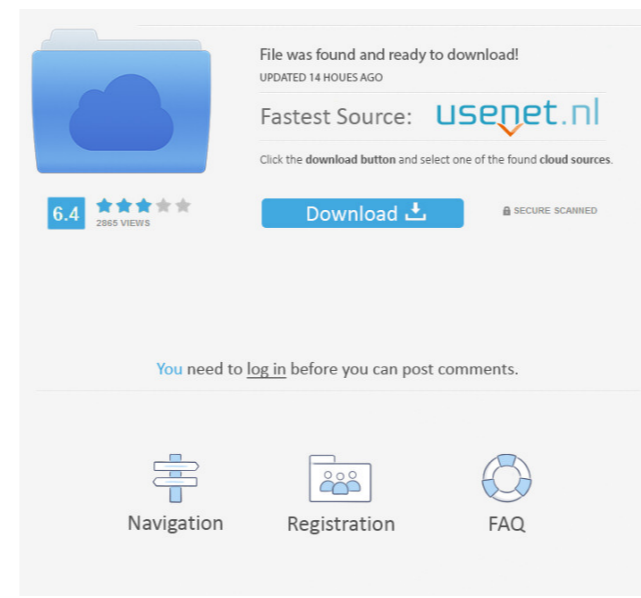 File was found and ready to download!
UPDATED 14 HOUES AGO
Fastest Source: usenet.nl
Click the download button and select one of the found cloud sources.
6.4
2865 VIEWS
Download
SECURE SCANNED
You need to log in before you can post comments.
Navigation
Registration
FAQ